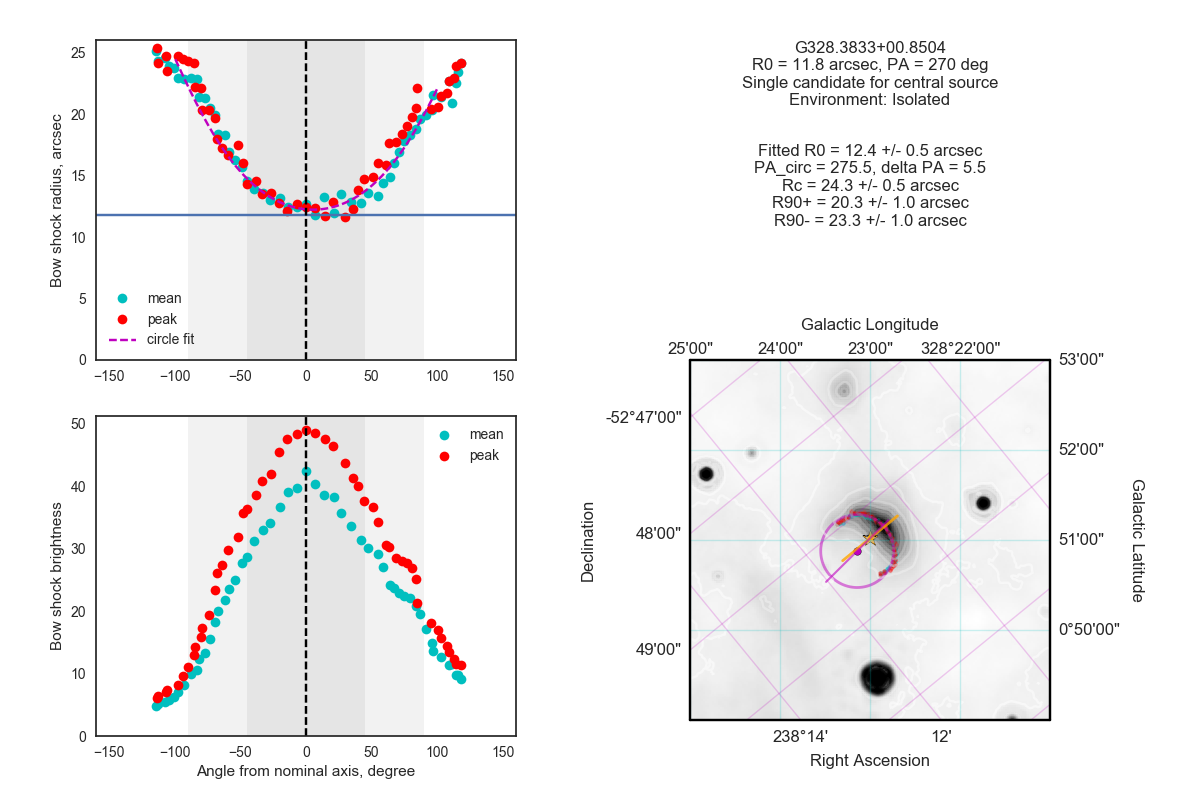 G328.3833+00.8504
R0 = 11.8 arcsec, PA = 270 deg
Single candidate for central source
Environment: Isolated
Fitted R0 = 12.4 +/- 0.5 arcsec
PA_circ = 275.5, delta PA = 5.5
Rc = 24.3 +/- 0.5 arcsec
R90+ = 20.3 +/- 1.0 arcsec
R90- = 23.3 +/- 1.0 arcsec
Bow shock radius, arcsec
25
20
15
10
5
0
mean
peak
circle fit
−150 −100 −50 0 50 100 150
Bow shock brightness
50
40
30
20
10
0
mean
peak
−150 −100 −50 0 50 100 150
Angle from nominal axis, degree
Galactic Longitude
25'00" 24'00" 23'00" 328°22'00"
53'00"
52'00"
51'00"
0°50'00"
Galactic Latitude
-52°47'00"
48'00"
49'00"
Declination
238°14' 12'
Right Ascension